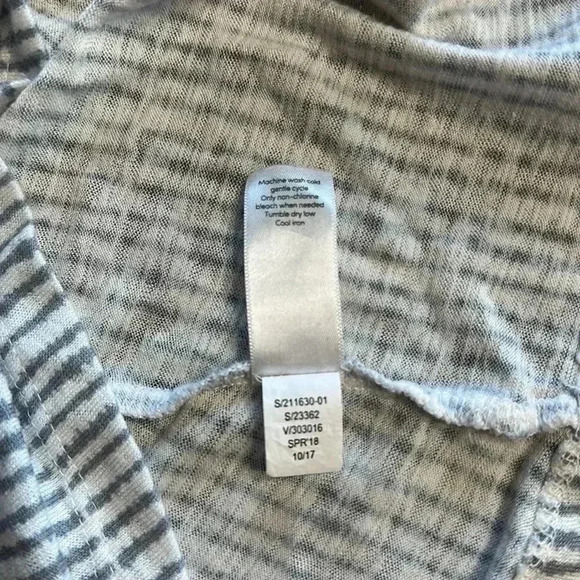 Machine wash cold
gentle cycle
Only non-chlorine
bleach when needed
Tumble dry low
Cool iron
S/211630-01
S/23362
V/303016
SPR'18
10/17